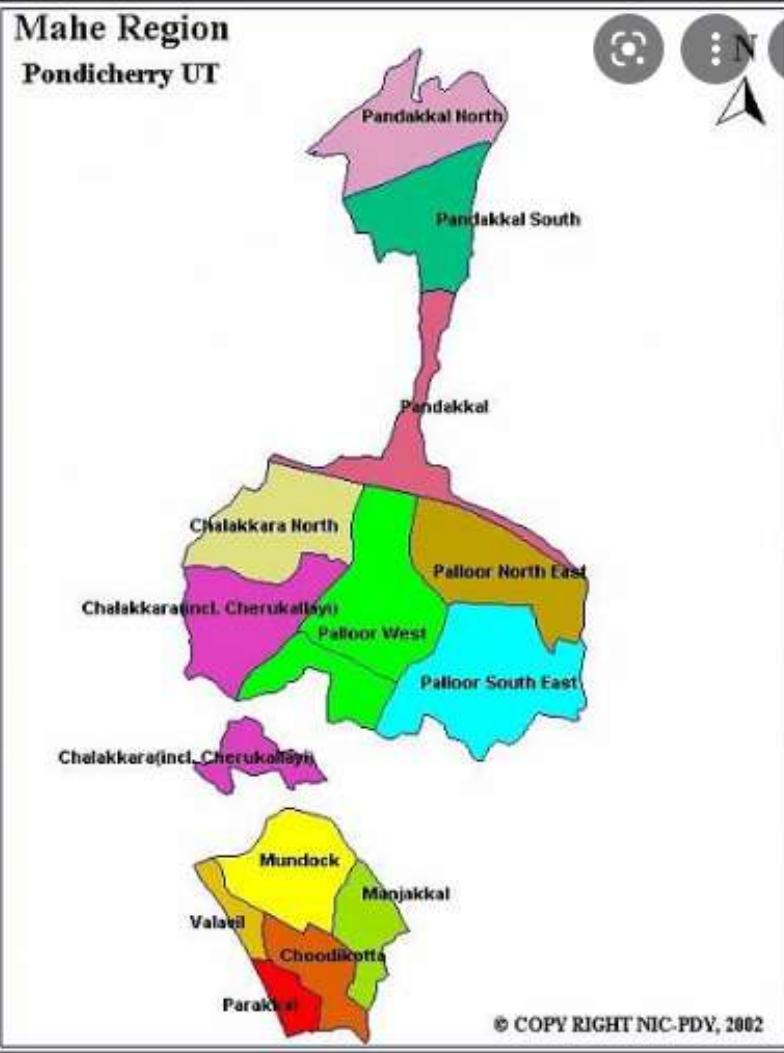 Mahe Region
Pondicherry UT
N
Pandakkal North
Pandakkal South
Pandakkal
Chalakkara North
Palloor North East
Chalakkara(incl. Cherukallayi)
Palloor West
Palloor South East
Chalakkara(incl. Cherukallayi)
Mundock
Manjakkal
Valavil
Choodikotta
Parakkal
© COPY RIGHT NIC-PDY, 2002